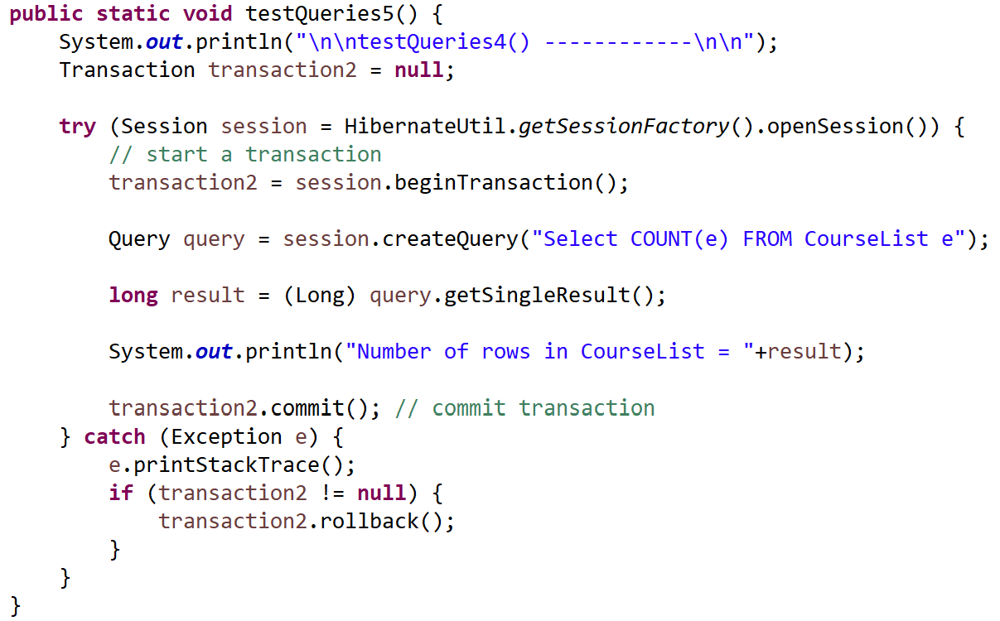 public static void testQueries5() {
    System.out.println("\n\ntestQueries4() ------------\n\n");
    Transaction transaction2 = null;

    try (Session session = HibernateUtil.getSessionFactory().openSession()) {
        // start a transaction
        transaction2 = session.beginTransaction();

        Query query = session.createQuery("Select COUNT(e) FROM CourseList e");

        long result = (Long) query.getSingleResult();

        System.out.println("Number of rows in CourseList = "+result);

        transaction2.commit(); // commit transaction
    } catch (Exception e) {
        e.printStackTrace();
        if (transaction2 != null) {
            transaction2.rollback();
        }
    }
}